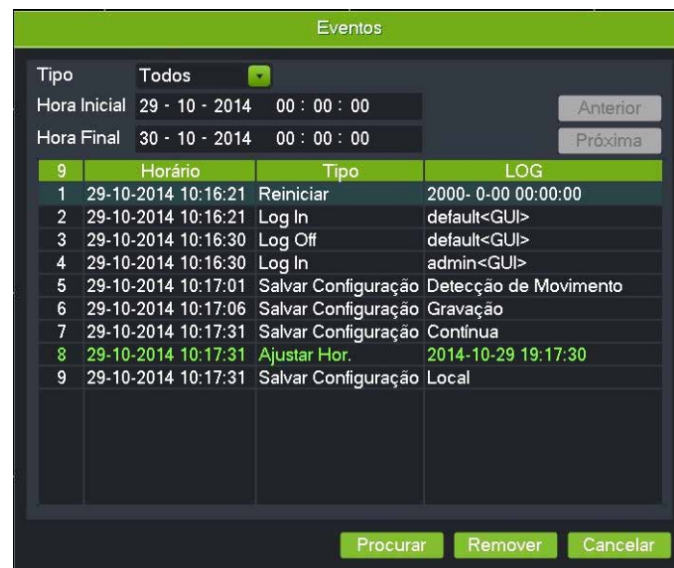 Eventos
Tipo Todos
Hora Inicial 29 - 10 - 2014 00 : 00 : 00 Anterior
Hora Final 30 - 10 - 2014 00 : 00 : 00 Próxima
9 Horário Tipo LOG
1 29-10-2014 10:16:21 Reiniciar 2000- 0-00 00:00:00
2 29-10-2014 10:16:21 Log In default<GUI>
3 29-10-2014 10:16:30 Log Off default<GUI>
4 29-10-2014 10:16:30 Log In admin<GUI>
5 29-10-2014 10:17:01 Salvar Configuração Detecção de Movimento
6 29-10-2014 10:17:06 Salvar Configuração Gravação
7 29-10-2014 10:17:31 Salvar Configuração Contínua
8 29-10-2014 10:17:31 Ajustar Hor. 2014-10-29 19:17:30
9 29-10-2014 10:17:31 Salvar Configuração Local
Procurar Remover Cancelar